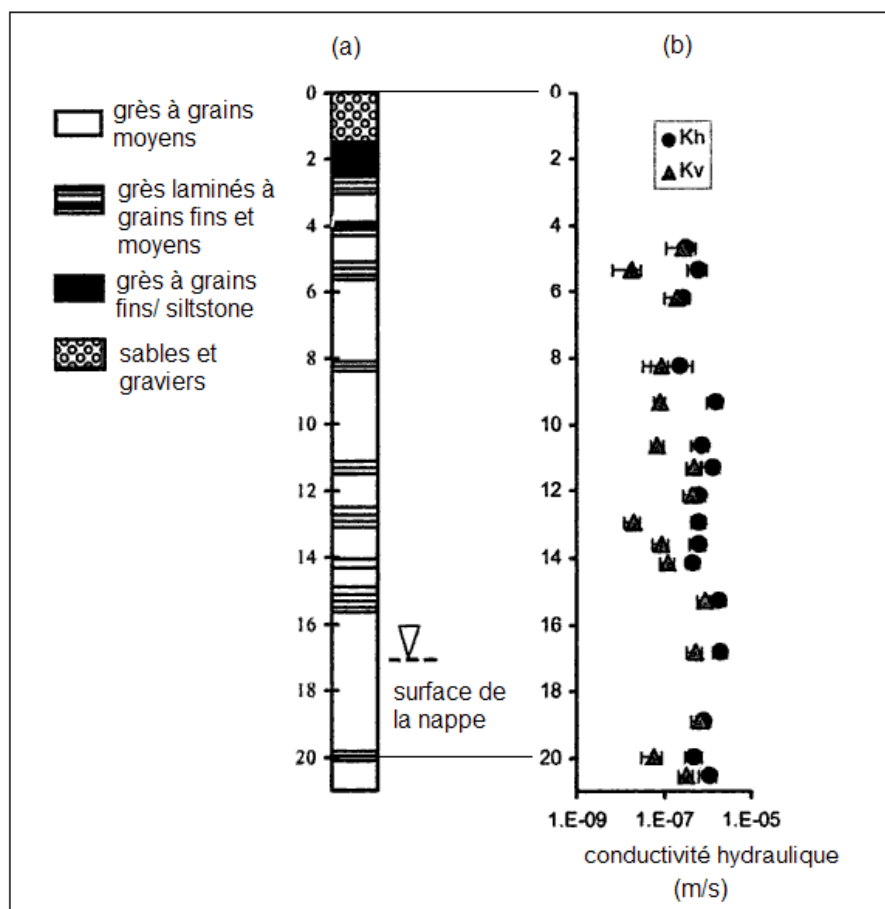 (a)
(b)
grès à grains
moyens
grès laminés à
grains fins et
moyens
grès à grains
fins/ siltstone
sables et
graviers
0
2
4
6
8
10
12
14
16
18
20
surface de
la nappe
0
2
4
6
8
10
12
14
16
18
20
Kh
Kv
1.E-09 1.E-07 1.E-05
conductivité hydraulique
(m/s)